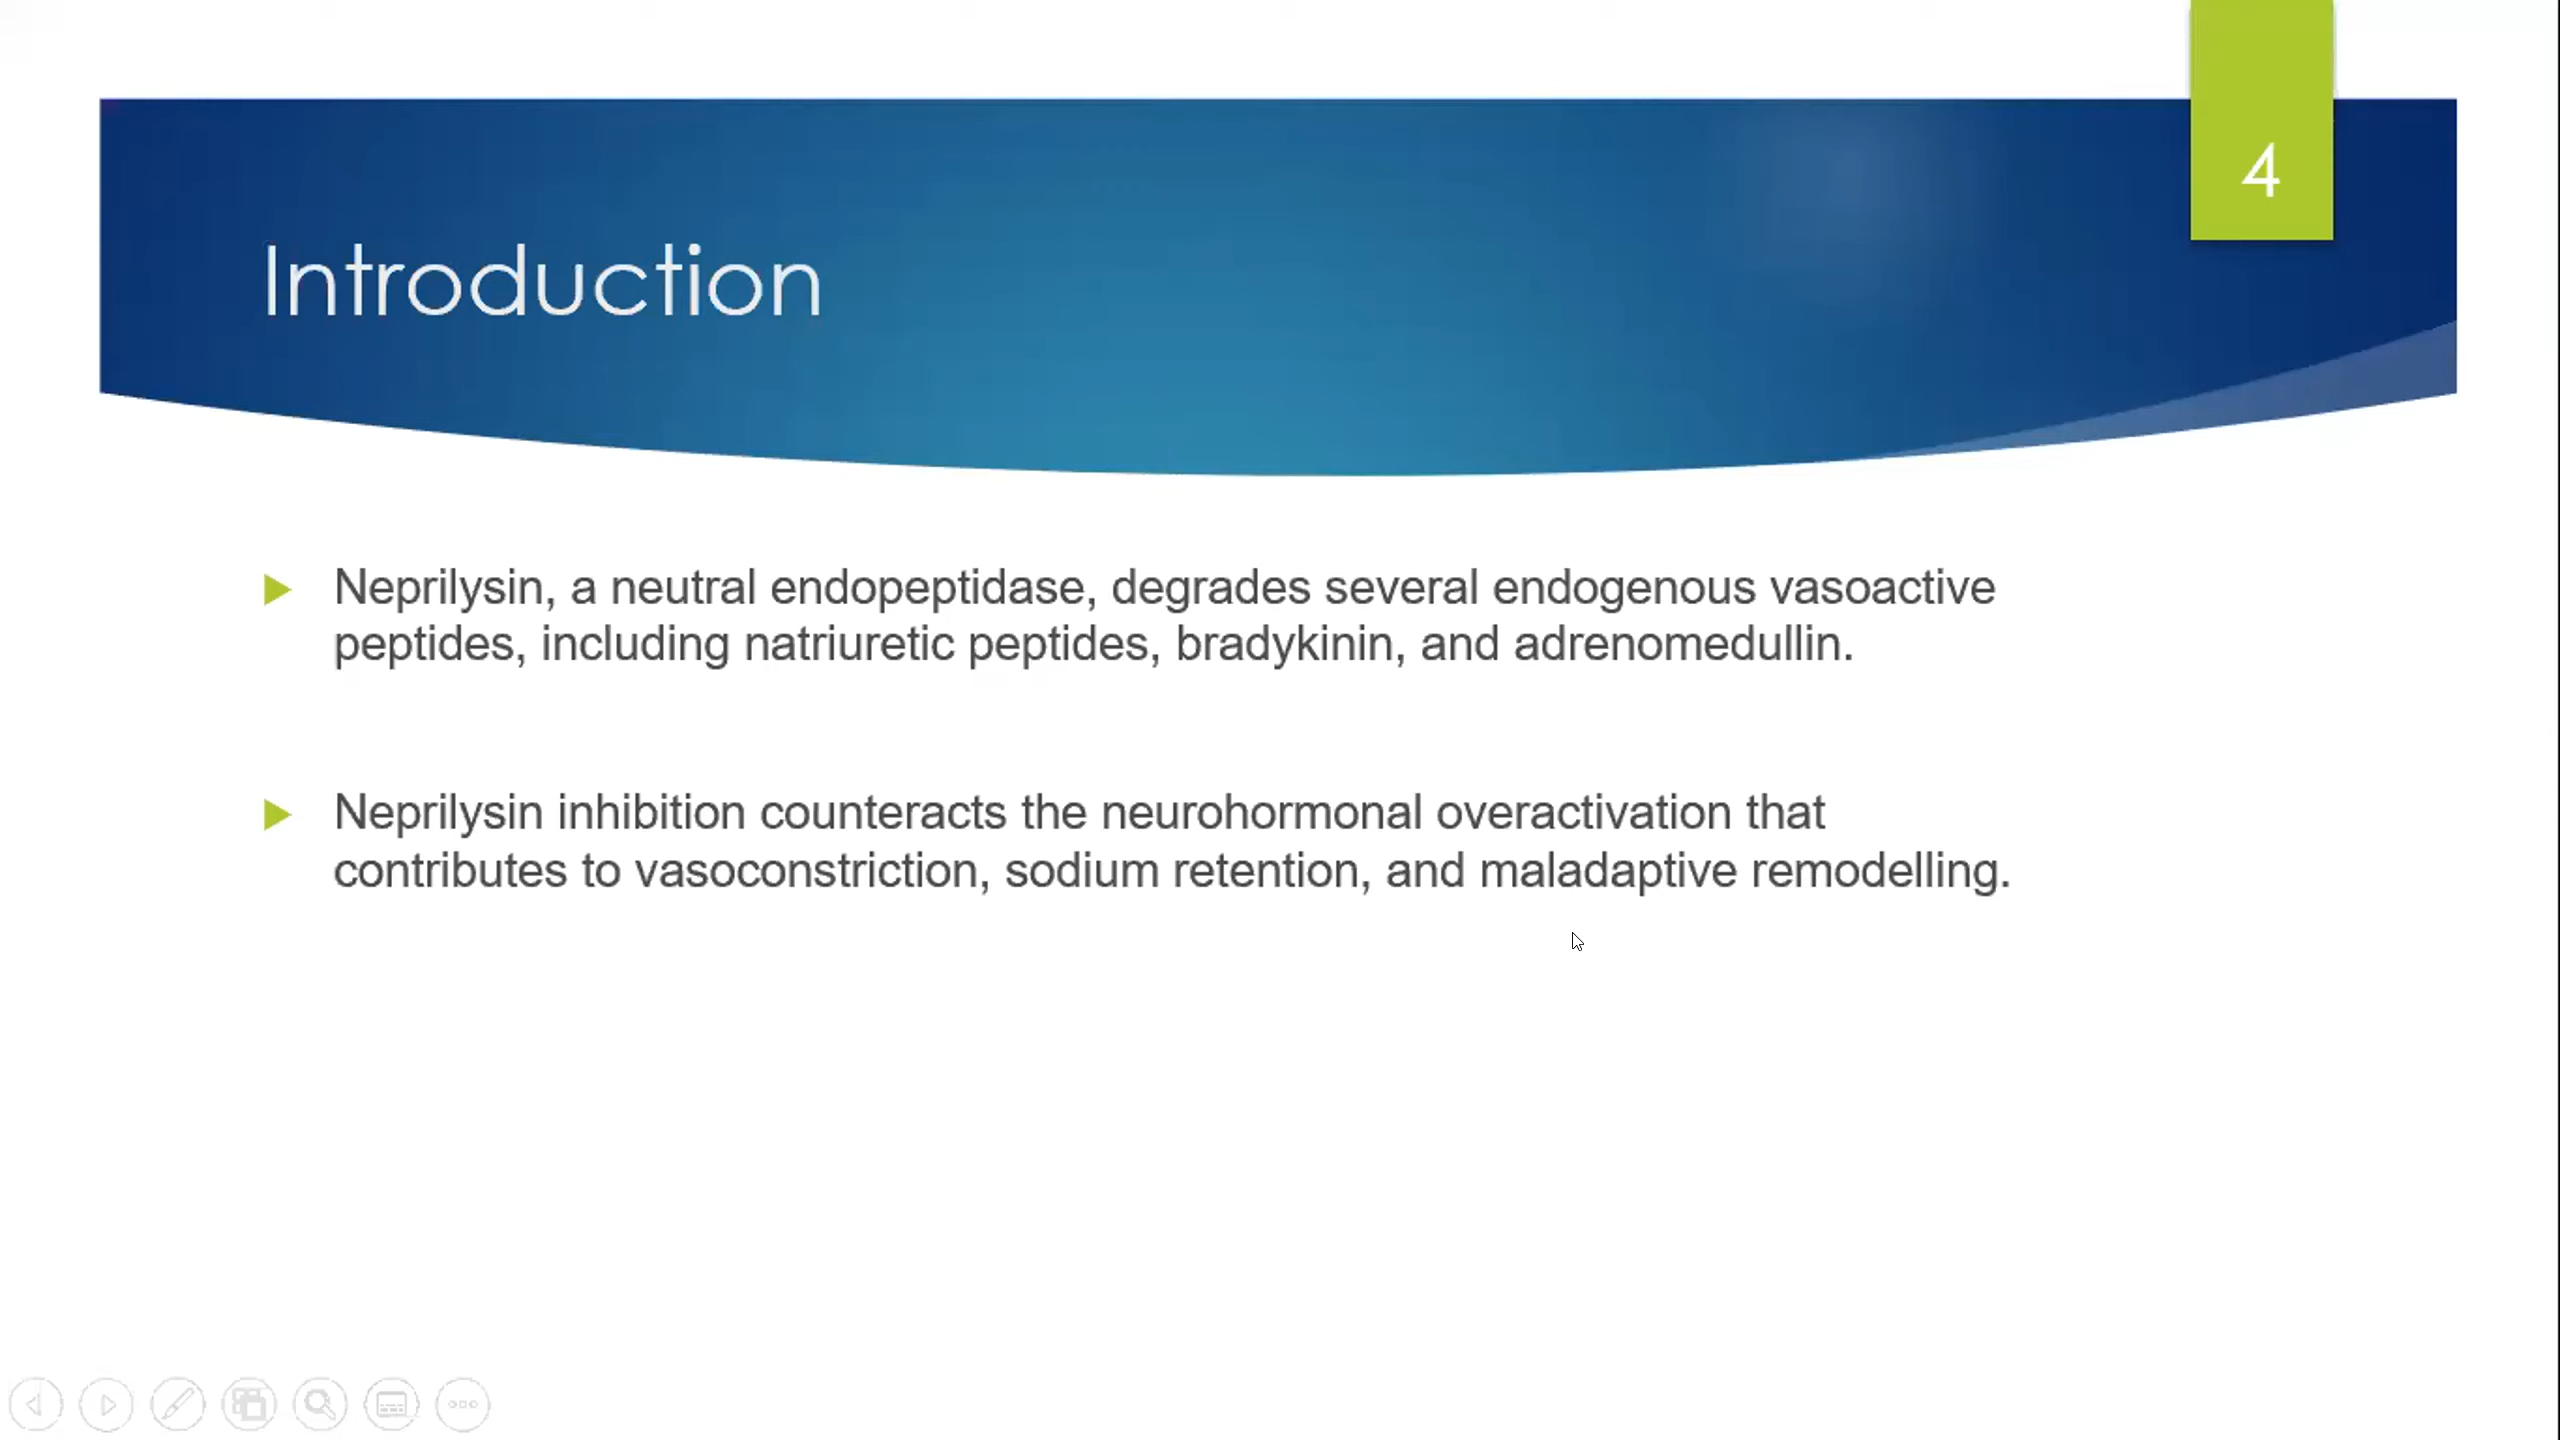 4
Introduction
Neprilysin, a neutral endopeptidase, degrades several endogenous vasoactive
peptides, including natriuretic peptides, bradykinin, and adrenomedullin.
Neprilysin inhibition counteracts the neurohormonal overactivation that
contributes to vasoconstriction, sodium retention, and maladaptive remodelling.